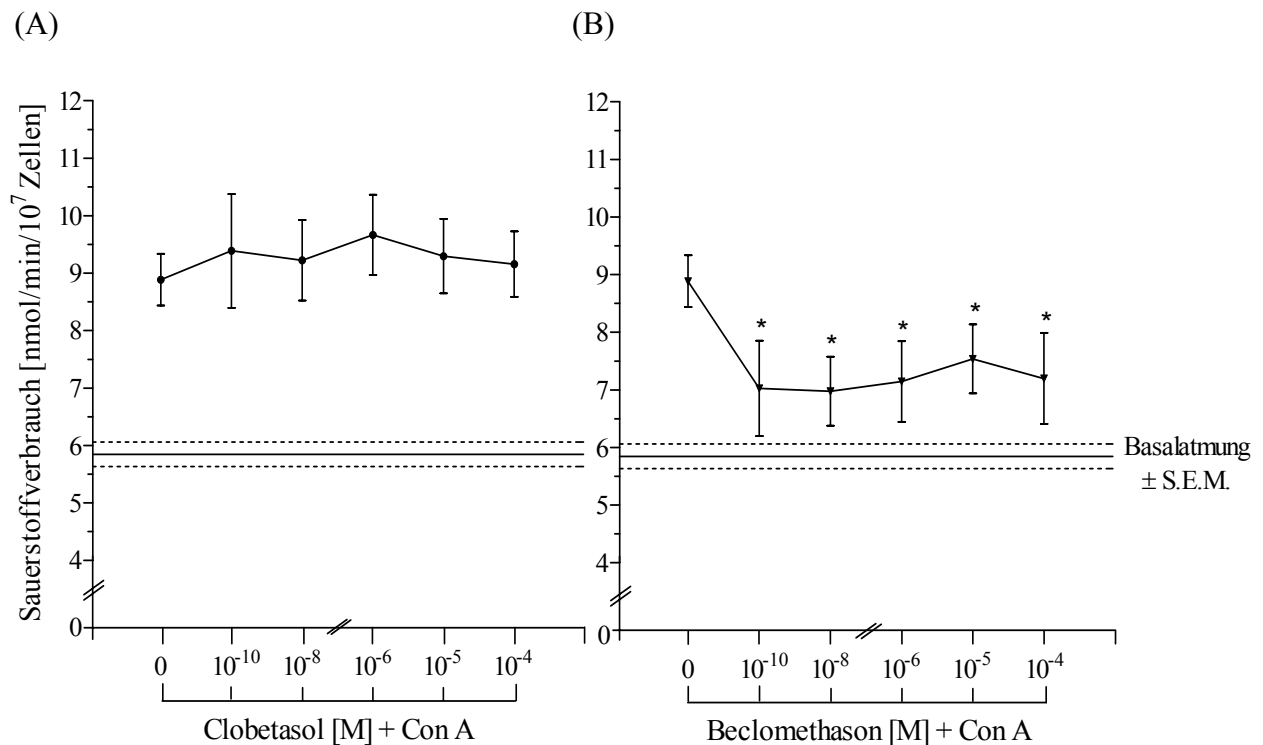 (A)
(B)
Sauerstoffverbrauch [nmol/min/10⁷ Zellen]
12
11
10
9
8
7
6
5
4
0
0 10⁻¹⁰ 10⁻⁸ 10⁻⁶ 10⁻⁵ 10⁻⁴
Clobetasol [M] + Con A
12
11
10
9
8
7
6
5
4
0
* * * * *
Basalatmung
± S.E.M.
0 10⁻¹⁰ 10⁻⁸ 10⁻⁶ 10⁻⁵ 10⁻⁴
Beclomethason [M] + Con A